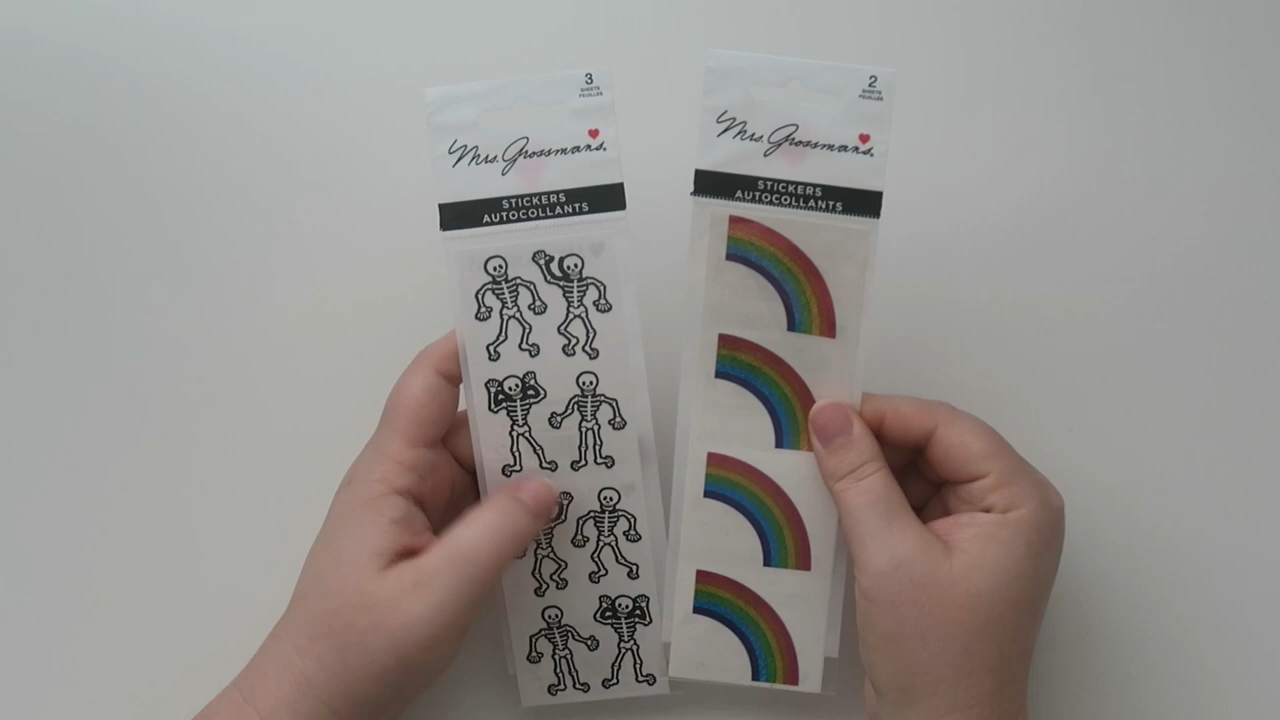 3
SHEETS
FEUILLES
Mrs. Grossman's®
STICKERS
AUTOCOLLANTS
2
SHEETS
FEUILLES
Mrs. Grossman's®
STICKERS
AUTOCOLLANTS